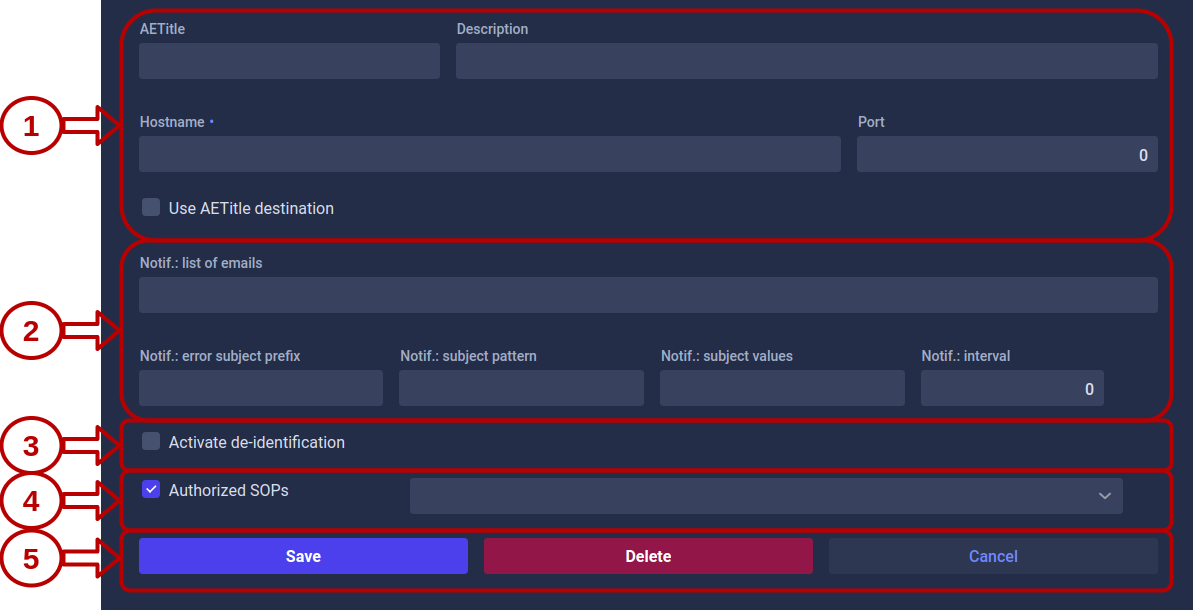 AETitle Description
1
Hostname • Port
0
Use AETitle destination
Notif.: list of emails
2
Notif.: error subject prefix Notif.: subject pattern Notif.: subject values Notif.: interval
0
3 Activate de-identification
4 Authorized SOPs
5 Save Delete Cancel